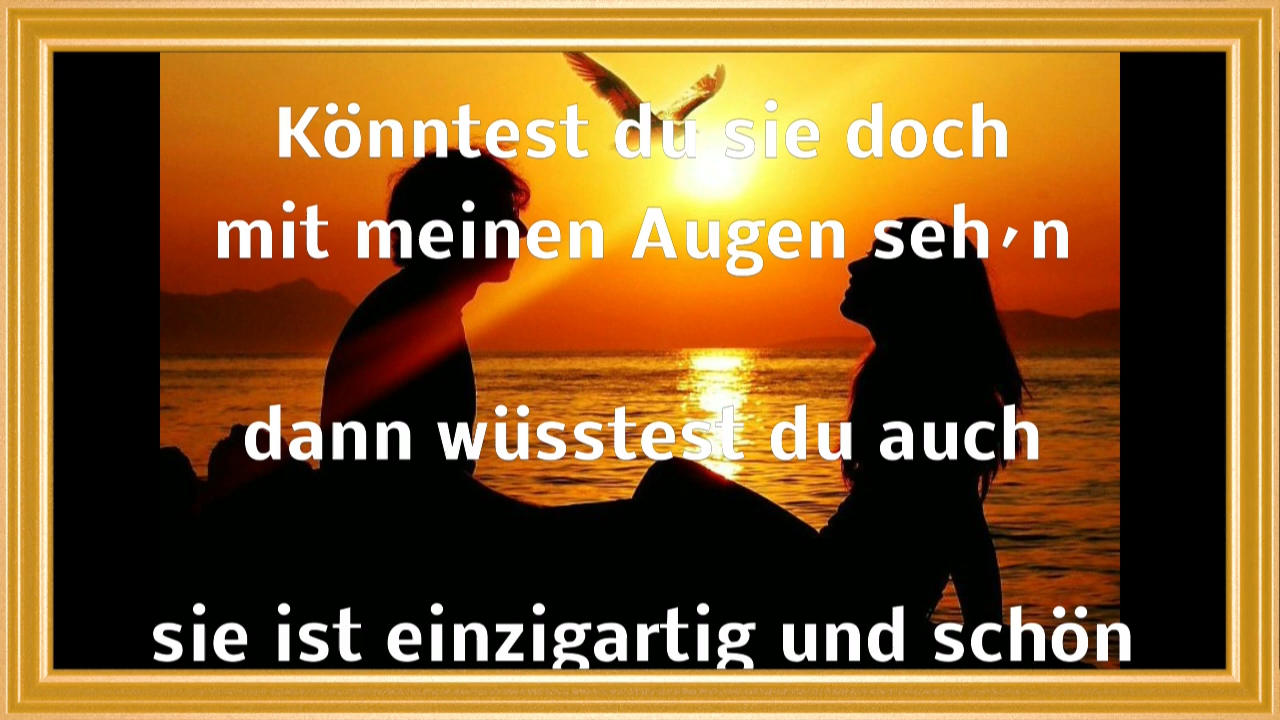 Könntest du sie doch
mit meinen Augen seh’n
dann wüsstest du auch
sie ist einzigartig und schön